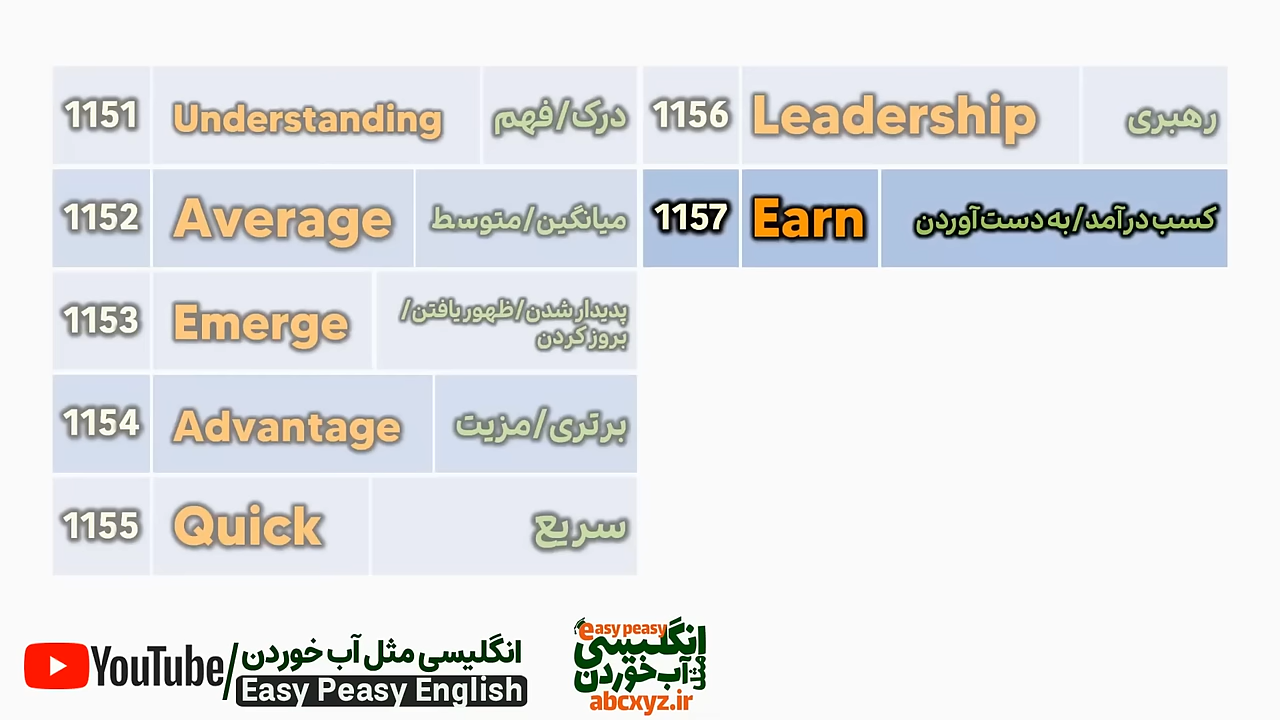 1151 Understanding درک/فهم
1152 Average میانگین/متوسط
1153 Emerge پدیدار شدن/ظهور یافتن/
بروز کردن
1154 Advantage برتری/مزیت
1155 Quick سریع
1156 Leadership رهبری
1157 Earn کسب درآمد/به دست آوردن
YouTube/انگلیسی مثل آب خوردن
Easy Peasy English
easy peasy
انگلیسی
مثل آب خوردن
abcxyz.ir